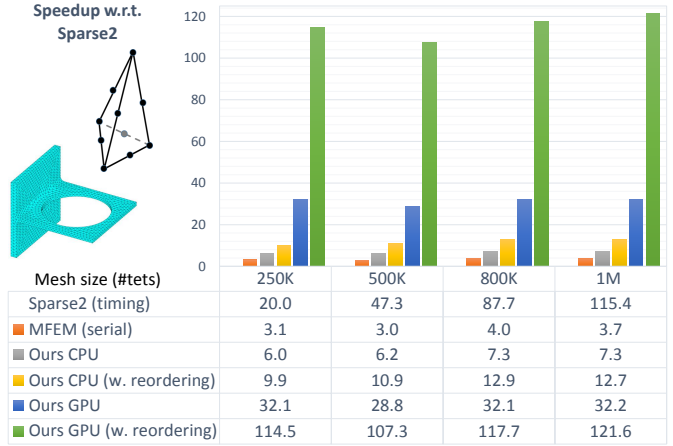 Speedup w.r.t.
Sparse2
120
100
80
60
40
20
0
Mesh size (#tets) 250K 500K 800K 1M
Sparse2 (timing) 20.0 47.3 87.7 115.4
MFEM (serial) 3.1 3.0 4.0 3.7
Ours CPU 6.0 6.2 7.3 7.3
Ours CPU (w. reordering) 9.9 10.9 12.9 12.7
Ours GPU 32.1 28.8 32.1 32.2
Ours GPU (w. reordering) 114.5 107.3 117.7 121.6